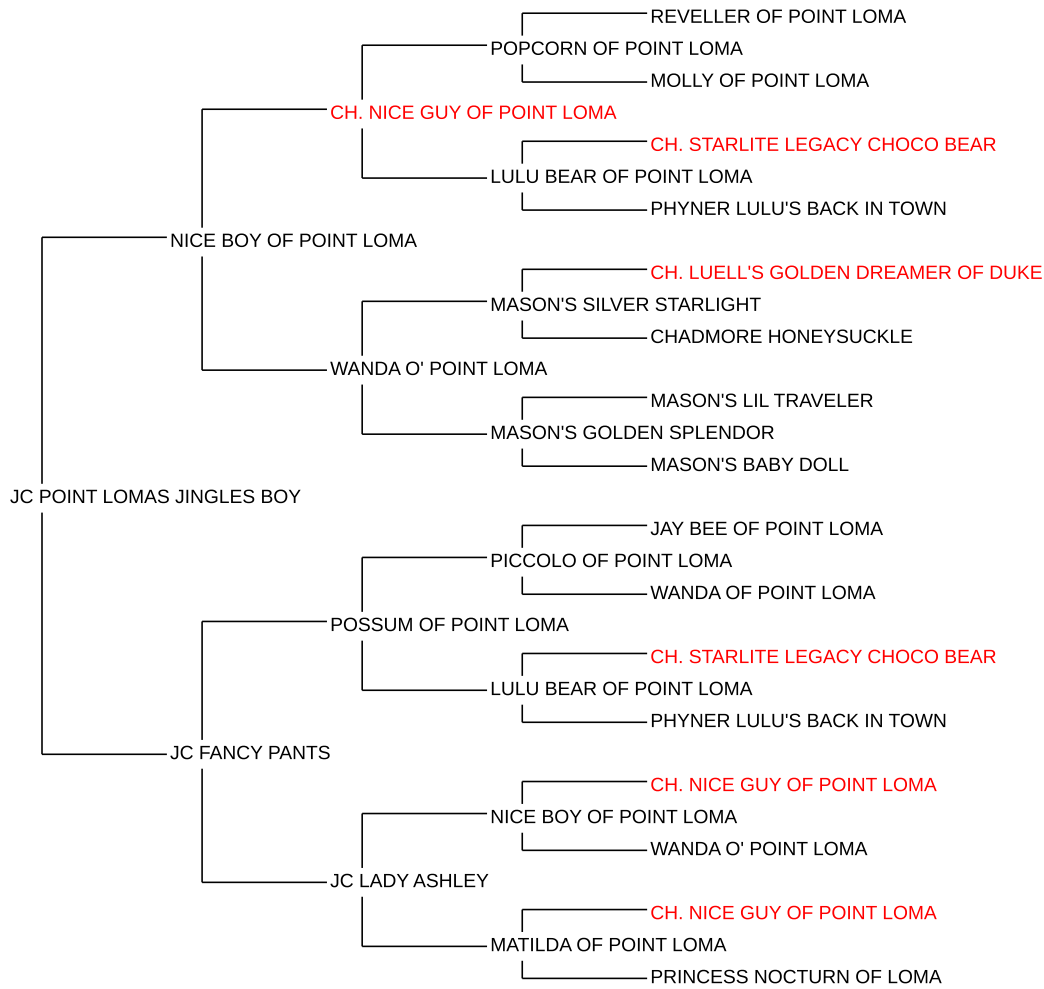 REVELLER OF POINT LOMA
POPCORN OF POINT LOMA
MOLLY OF POINT LOMA
CH. NICE GUY OF POINT LOMA
CH. STARLITE LEGACY CHOCO BEAR
LULU BEAR OF POINT LOMA
PHYNER LULU'S BACK IN TOWN
NICE BOY OF POINT LOMA
CH. LUELL'S GOLDEN DREAMER OF DUKE
MASON'S SILVER STARLIGHT
CHADMORE HONEYSUCKLE
WANDA O' POINT LOMA
MASON'S LIL TRAVELER
MASON'S GOLDEN SPLENDOR
MASON'S BABY DOLL
JC POINT LOMAS JINGLES BOY
JAY BEE OF POINT LOMA
PICCOLO OF POINT LOMA
WANDA OF POINT LOMA
POSSUM OF POINT LOMA
CH. STARLITE LEGACY CHOCO BEAR
LULU BEAR OF POINT LOMA
PHYNER LULU'S BACK IN TOWN
JC FANCY PANTS
CH. NICE GUY OF POINT LOMA
NICE BOY OF POINT LOMA
WANDA O' POINT LOMA
JC LADY ASHLEY
CH. NICE GUY OF POINT LOMA
MATILDA OF POINT LOMA
PRINCESS NOCTURN OF LOMA